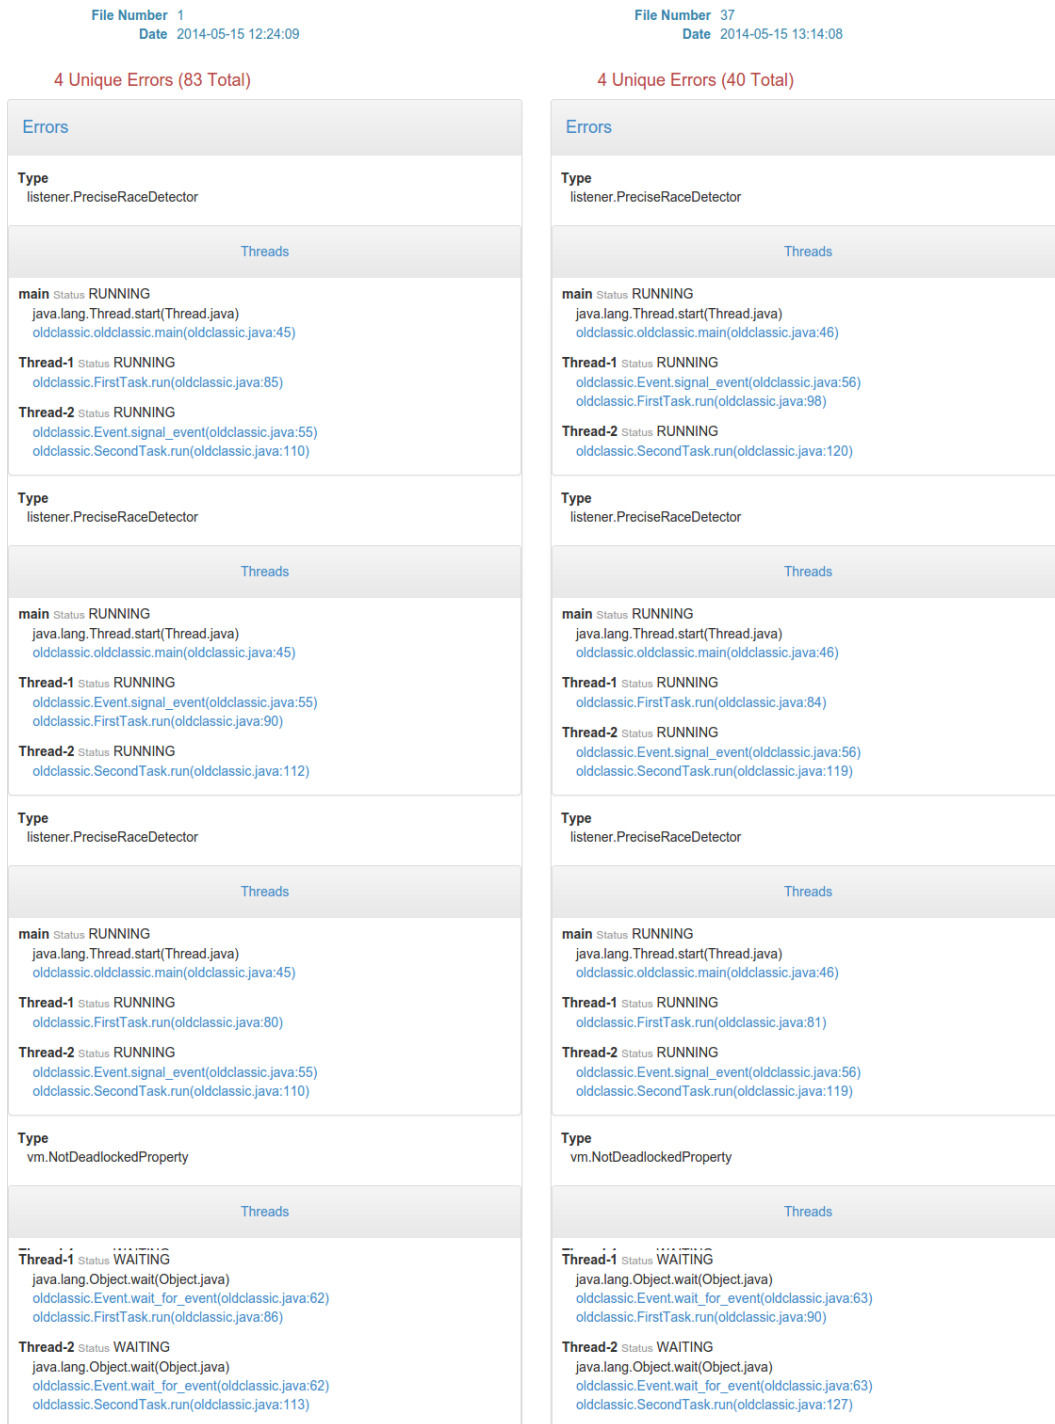 File Number 1
Date 2014-05-15 12:24:09
4 Unique Errors (83 Total)
Errors
Type
listener.PreciseRaceDetector
Threads
main Status RUNNING
java.lang.Thread.start(Thread.java)
oldclassic.oldclassic.main(oldclassic.java:45)
Thread-1 Status RUNNING
oldclassic.FirstTask.run(oldclassic.java:85)
Thread-2 Status RUNNING
oldclassic.Event.signal_event(oldclassic.java:55)
oldclassic.SecondTask.run(oldclassic.java:110)
Type
listener.PreciseRaceDetector
Threads
main Status RUNNING
java.lang.Thread.start(Thread.java)
oldclassic.oldclassic.main(oldclassic.java:45)
Thread-1 Status RUNNING
oldclassic.Event.signal_event(oldclassic.java:55)
oldclassic.FirstTask.run(oldclassic.java:90)
Thread-2 Status RUNNING
oldclassic.SecondTask.run(oldclassic.java:112)
Type
listener.PreciseRaceDetector
Threads
main Status RUNNING
java.lang.Thread.start(Thread.java)
oldclassic.oldclassic.main(oldclassic.java:45)
Thread-1 Status RUNNING
oldclassic.FirstTask.run(oldclassic.java:80)
Thread-2 Status RUNNING
oldclassic.Event.signal_event(oldclassic.java:55)
oldclassic.SecondTask.run(oldclassic.java:110)
Type
vm.NotDeadlockedProperty
Threads
Thread-1 Status WAITING
java.lang.Object.wait(Object.java)
oldclassic.Event.wait_for_event(oldclassic.java:62)
oldclassic.FirstTask.run(oldclassic.java:86)
Thread-2 Status WAITING
java.lang.Object.wait(Object.java)
oldclassic.Event.wait_for_event(oldclassic.java:62)
oldclassic.SecondTask.run(oldclassic.java:113)
File Number 37
Date 2014-05-15 13:14:08
4 Unique Errors (40 Total)
Errors
Type
listener.PreciseRaceDetector
Threads
main Status RUNNING
java.lang.Thread.start(Thread.java)
oldclassic.oldclassic.main(oldclassic.java:46)
Thread-1 Status RUNNING
oldclassic.Event.signal_event(oldclassic.java:56)
oldclassic.FirstTask.run(oldclassic.java:98)
Thread-2 Status RUNNING
oldclassic.SecondTask.run(oldclassic.java:120)
Type
listener.PreciseRaceDetector
Threads
main Status RUNNING
java.lang.Thread.start(Thread.java)
oldclassic.oldclassic.main(oldclassic.java:46)
Thread-1 Status RUNNING
oldclassic.FirstTask.run(oldclassic.java:84)
Thread-2 Status RUNNING
oldclassic.Event.signal_event(oldclassic.java:56)
oldclassic.SecondTask.run(oldclassic.java:119)
Type
listener.PreciseRaceDetector
Threads
main Status RUNNING
java.lang.Thread.start(Thread.java)
oldclassic.oldclassic.main(oldclassic.java:46)
Thread-1 Status RUNNING
oldclassic.FirstTask.run(oldclassic.java:81)
Thread-2 Status RUNNING
oldclassic.Event.signal_event(oldclassic.java:56)
oldclassic.SecondTask.run(oldclassic.java:119)
Type
vm.NotDeadlockedProperty
Threads
Thread-1 Status WAITING
java.lang.Object.wait(Object.java)
oldclassic.Event.wait_for_event(oldclassic.java:63)
oldclassic.FirstTask.run(oldclassic.java:90)
Thread-2 Status WAITING
java.lang.Object.wait(Object.java)
oldclassic.Event.wait_for_event(oldclassic.java:63)
oldclassic.SecondTask.run(oldclassic.java:127)